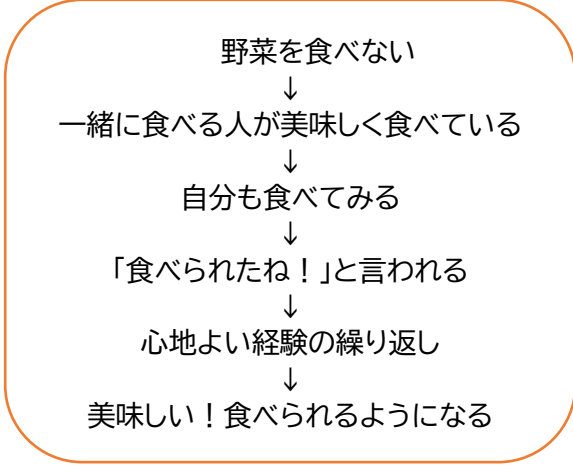 野菜を食べない
↓
一緒に食べる人が美味しく食べている
↓
自分も食べてみる
↓
「食べられたね！」と言われる
↓
心地よい経験の繰り返し
↓
美味しい！食べられるようになる